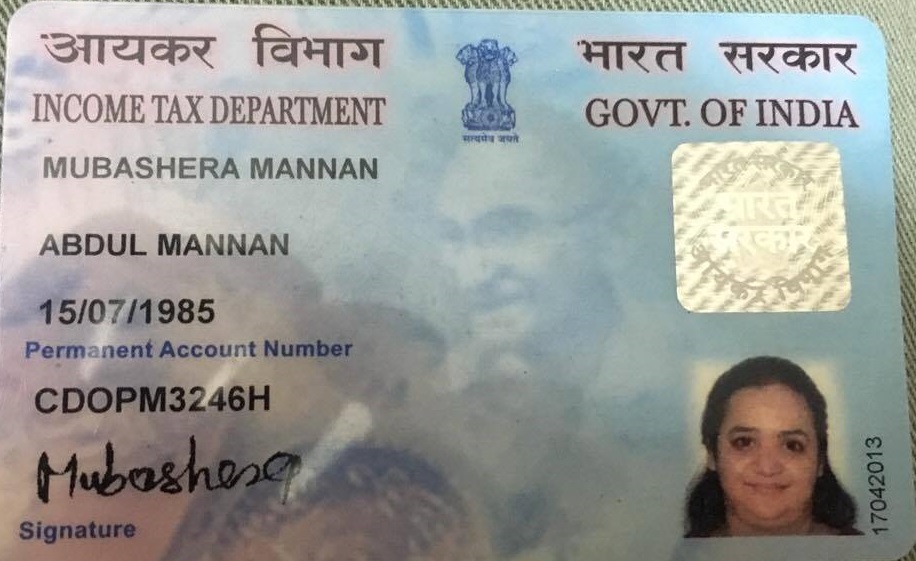 आयकर विभाग
भारत सरकार
INCOME TAX DEPARTMENT
GOVT. OF INDIA
सत्यमेव जयते
MUBASHERA MANNAN
ABDUL MANNAN
15/07/1985
Permanent Account Number
CDOPM3246H
Mubashera
Signature
भारत
सरकार
17042013